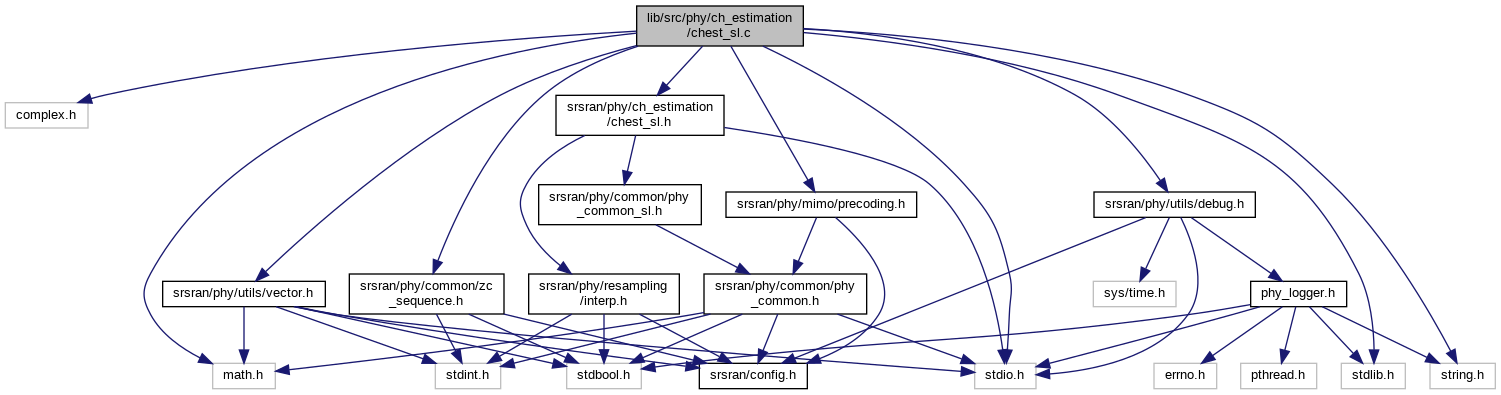 lib/src/phy/ch_estimation
/chest_sl.c
complex.h
srsran/phy/ch_estimation
/chest_sl.h
srsran/phy/common/phy
_common_sl.h
srsran/phy/mimo/precoding.h
srsran/phy/utils/debug.h
srsran/phy/utils/vector.h
srsran/phy/common/zc
_sequence.h
srsran/phy/resampling
/interp.h
srsran/phy/common/phy
_common.h
sys/time.h
phy_logger.h
math.h
stdint.h
stdbool.h
srsran/config.h
stdio.h
errno.h
pthread.h
stdlib.h
string.h